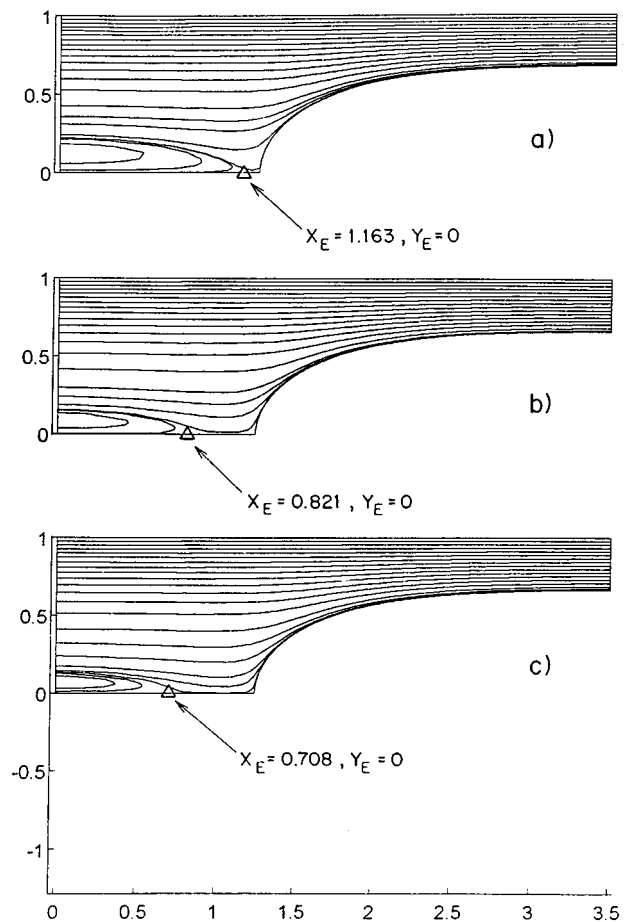 1
0.5
0
a)
X_E = 1.163 , Y_E = 0
1
0.5
0
b)
X_E = 0.821 , Y_E = 0
1
0.5
0
c)
X_E = 0.708 , Y_E = 0
-0.5
-1
0 0.5 1 1.5 2 2.5 3 3.5